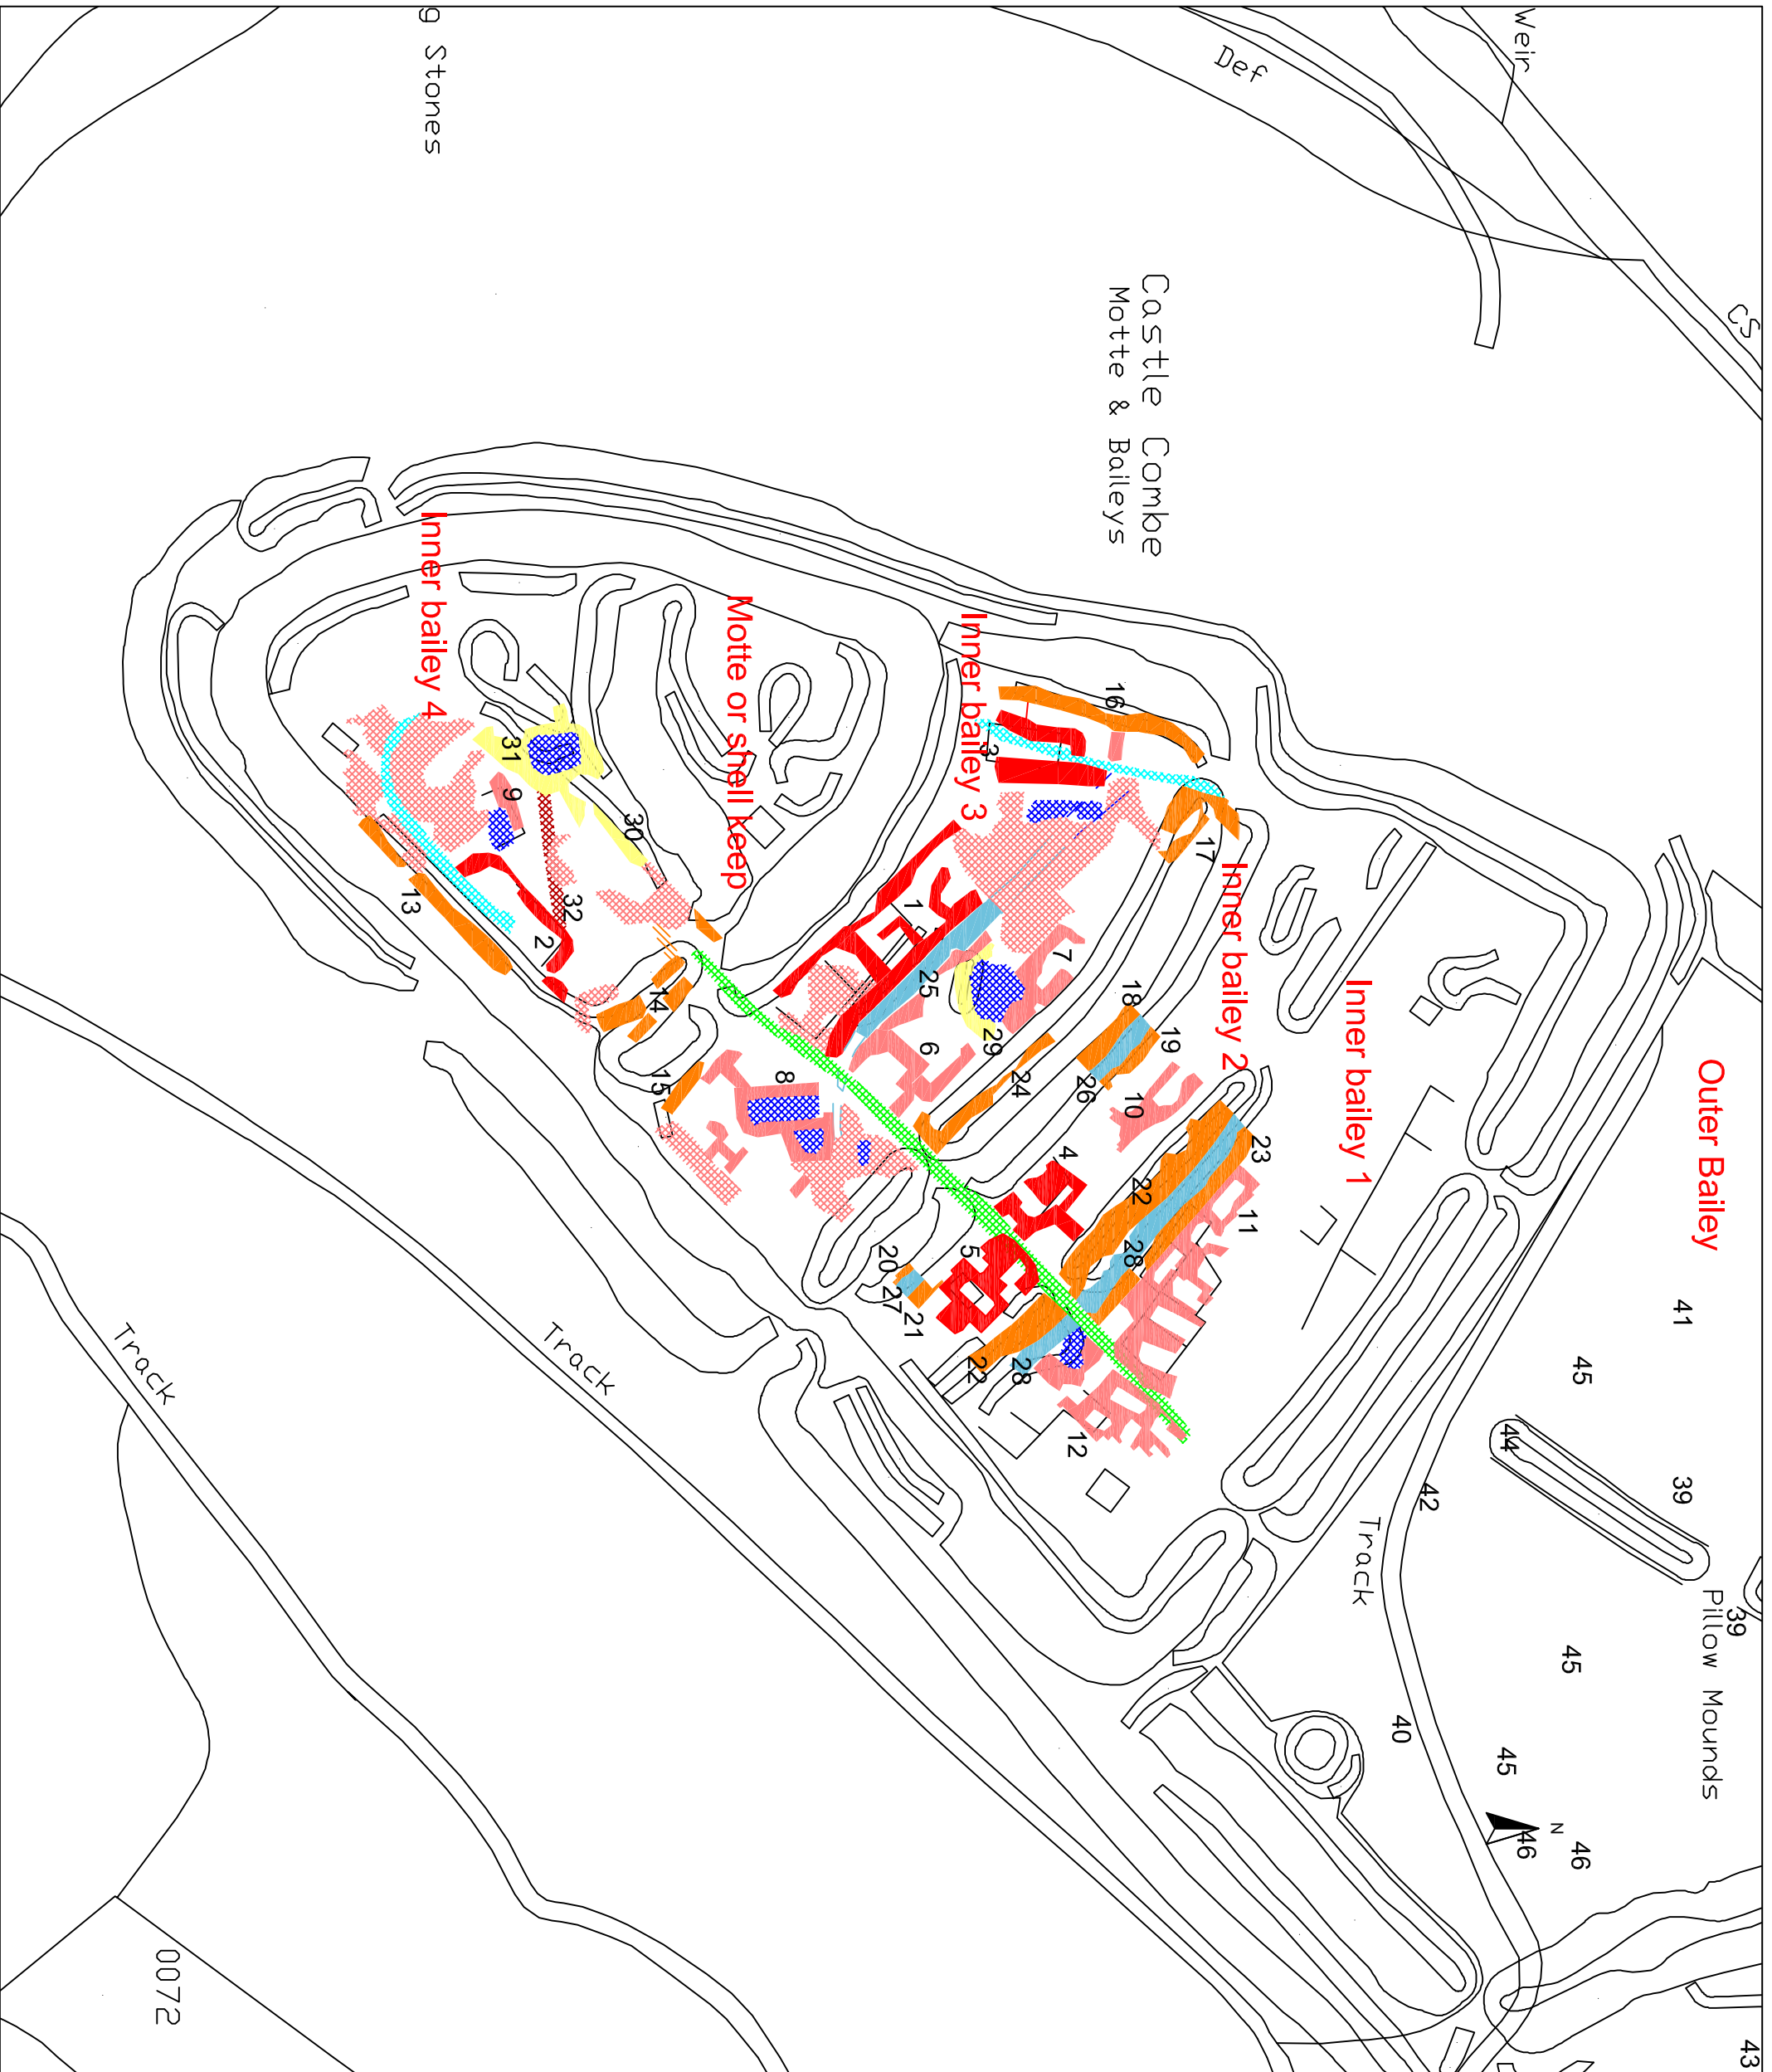 Weir
Def
g Stones
CS
Castle Combe
Motte & Baileys
Outer Bailey
Inner bailey 1
Inner bailey 2
Inner bailey 3
Motte or shell keep
Inner bailey 4
16
3
17
1
7
25
6
29
18
19
26
10
24
4
23
22
11
28
5
20
27
21
22
28
12
31
9
30
32
2
13
14
15
8
41
45
44
39
42
Track
39
Pillow Mounds
45
40
45
N
46
46
43
Track
Track
0072